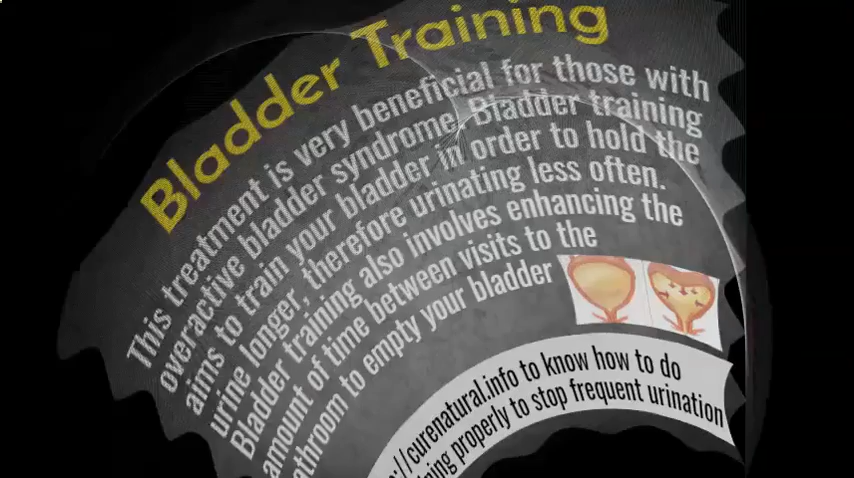 Bladder Training
This treatment is very beneficial for those with
overactive bladder syndrome. Bladder training
aims to train your bladder in order to hold the
urine longer, therefore urinating less often.
Bladder training also involves enhancing the
amount of time between visits to the
athroom to empty your bladder
://curenatural.info to know how to do
ining properly to stop frequent urination